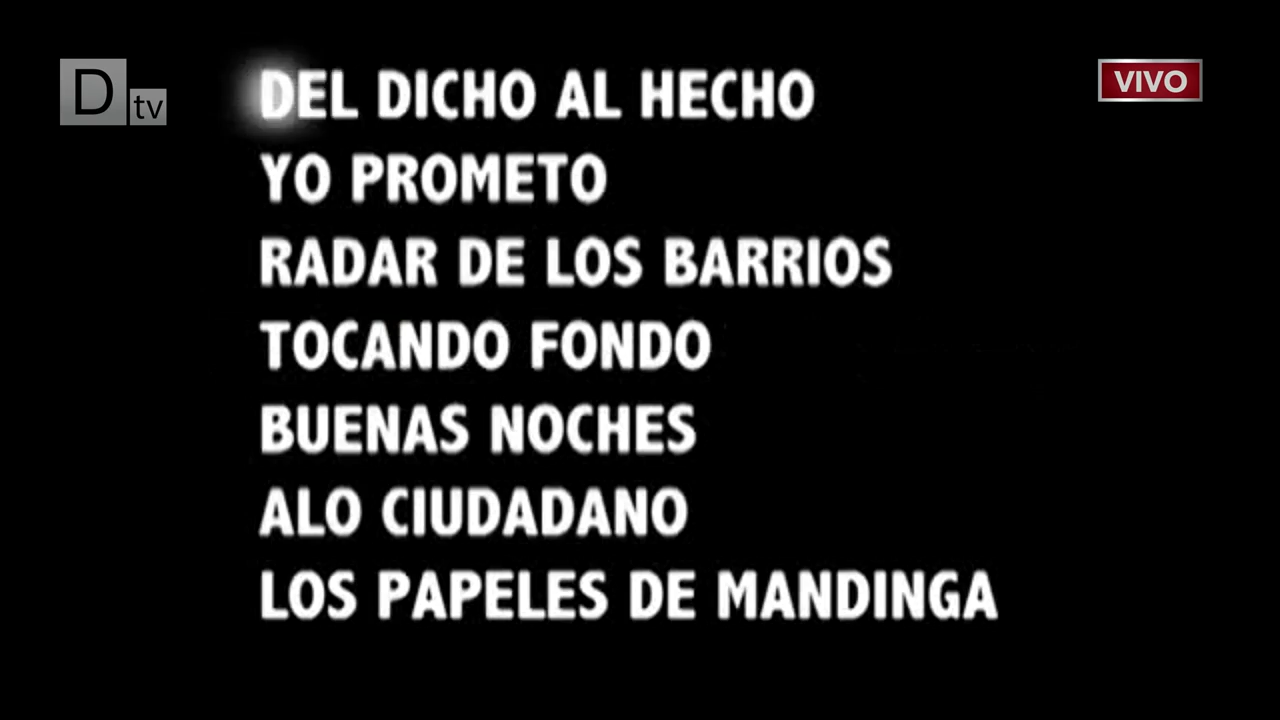 D tv
VIVO
DEL DICHO AL HECHO
YO PROMETO
RADAR DE LOS BARRIOS
TOCANDO FONDO
BUENAS NOCHES
ALO CIUDADANO
LOS PAPELES DE MANDINGA